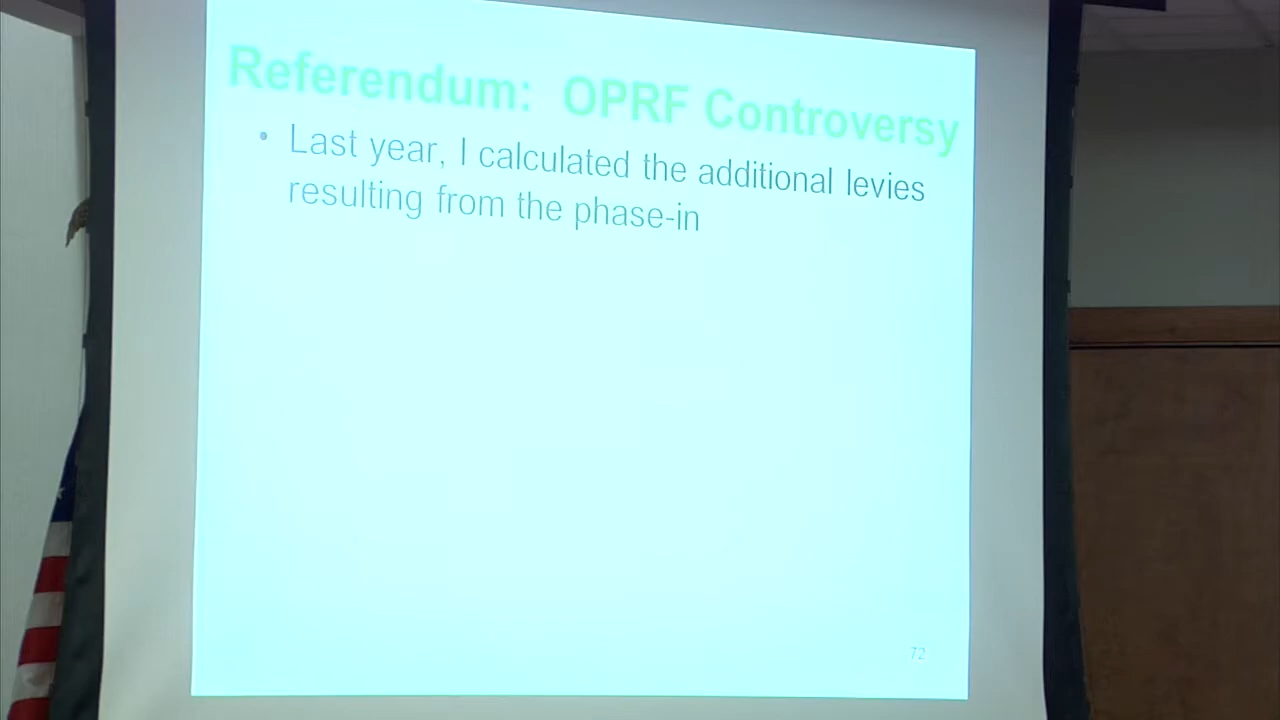 Referendum: OPRF Controversy
• Last year, I calculated the additional levies
resulting from the phase-in
72